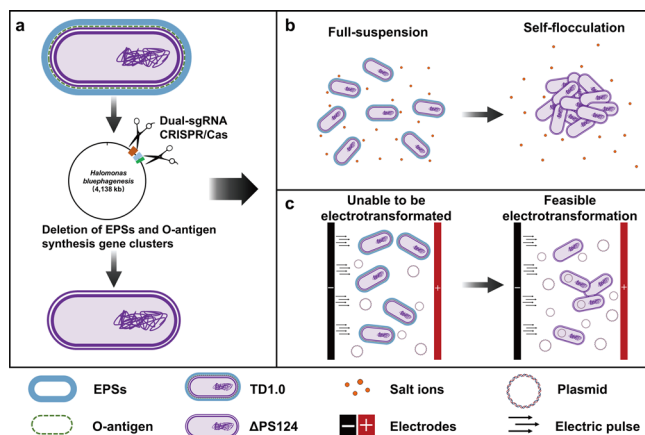 a
Dual-sgRNA
CRISPR/Cas
Halomonas
bluephagenesis
(4,138 kb)
Deletion of EPSs and O-antigen
synthesis gene clusters
b
Full-suspension
Self-flocculation
c
Unable to be
electrotransformated
Feasible
electrotransformation
−
+
−
+
EPSs
TD1.0
Salt ions
Plasmid
O-antigen
ΔPS124
− +
Electrodes
Electric pulse